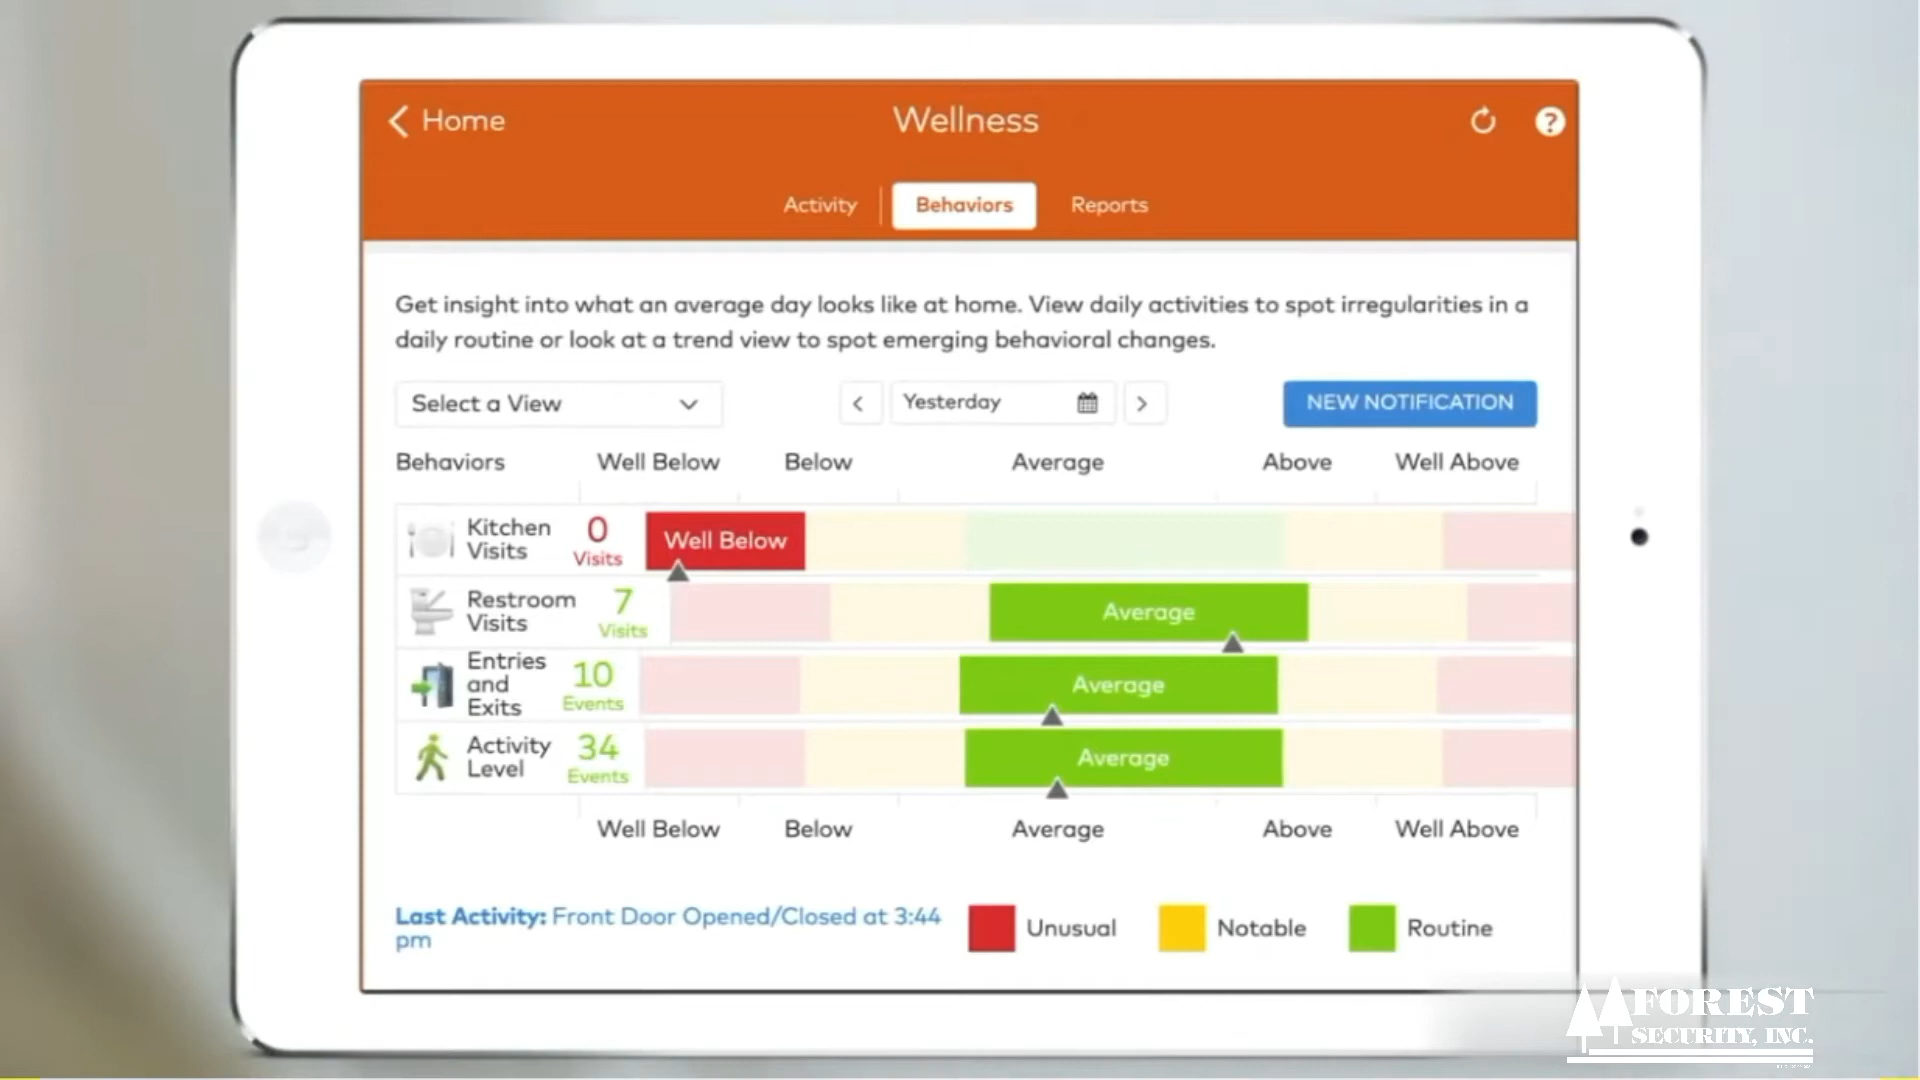 Home
Wellness
?
Activity
Behaviors
Reports
Get insight into what an average day looks like at home. View daily activities to spot irregularities in a
daily routine or look at a trend view to spot emerging behavioral changes.
Select a View
Yesterday
NEW NOTIFICATION
Behaviors
Well Below
Below
Average
Above
Well Above
Kitchen
Visits
0
Visits
Well Below
Restroom
Visits
7
Visits
Average
Entries
and
Exits
10
Events
Average
Activity
Level
34
Events
Average
Well Below
Below
Average
Above
Well Above
Last Activity: Front Door Opened/Closed at 3:44
pm
Unusual
Notable
Routine
FOREST
SECURITY, INC.